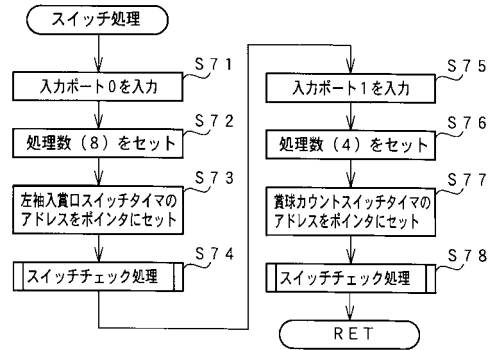 スイッチ処理
S71
入力ポート0を入力
S72
処理数(8)をセット
S73
左袖入賞口スイッチタイマの
アドレスをポインタにセット
S74
スイッチチェック処理
S75
入力ポート1を入力
S76
処理数(4)をセット
S77
賞球カウントスイッチタイマの
アドレスをポインタにセット
S78
スイッチチェック処理
RET